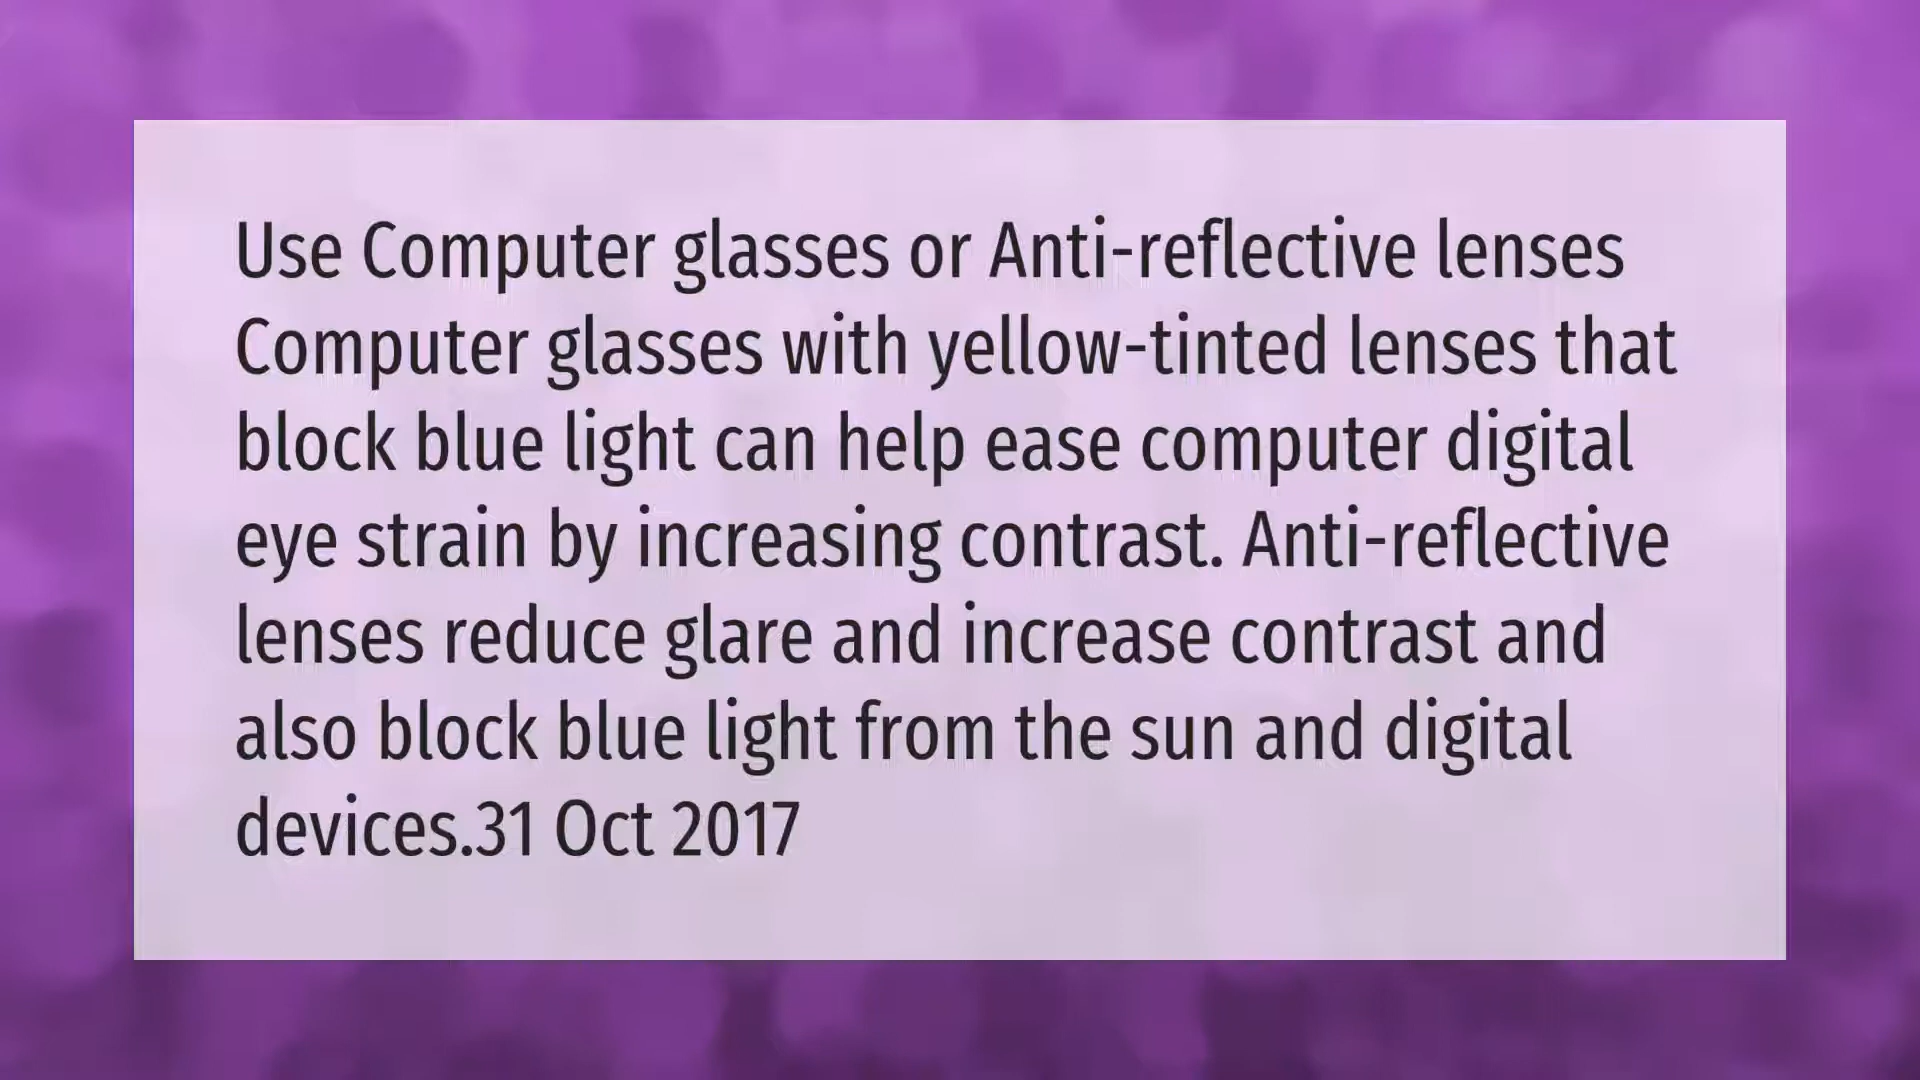 Use Computer glasses or Anti-reflective lenses
Computer glasses with yellow-tinted lenses that
block blue light can help ease computer digital
eye strain by increasing contrast. Anti-reflective
lenses reduce glare and increase contrast and
also block blue light from the sun and digital
devices.31 Oct 2017